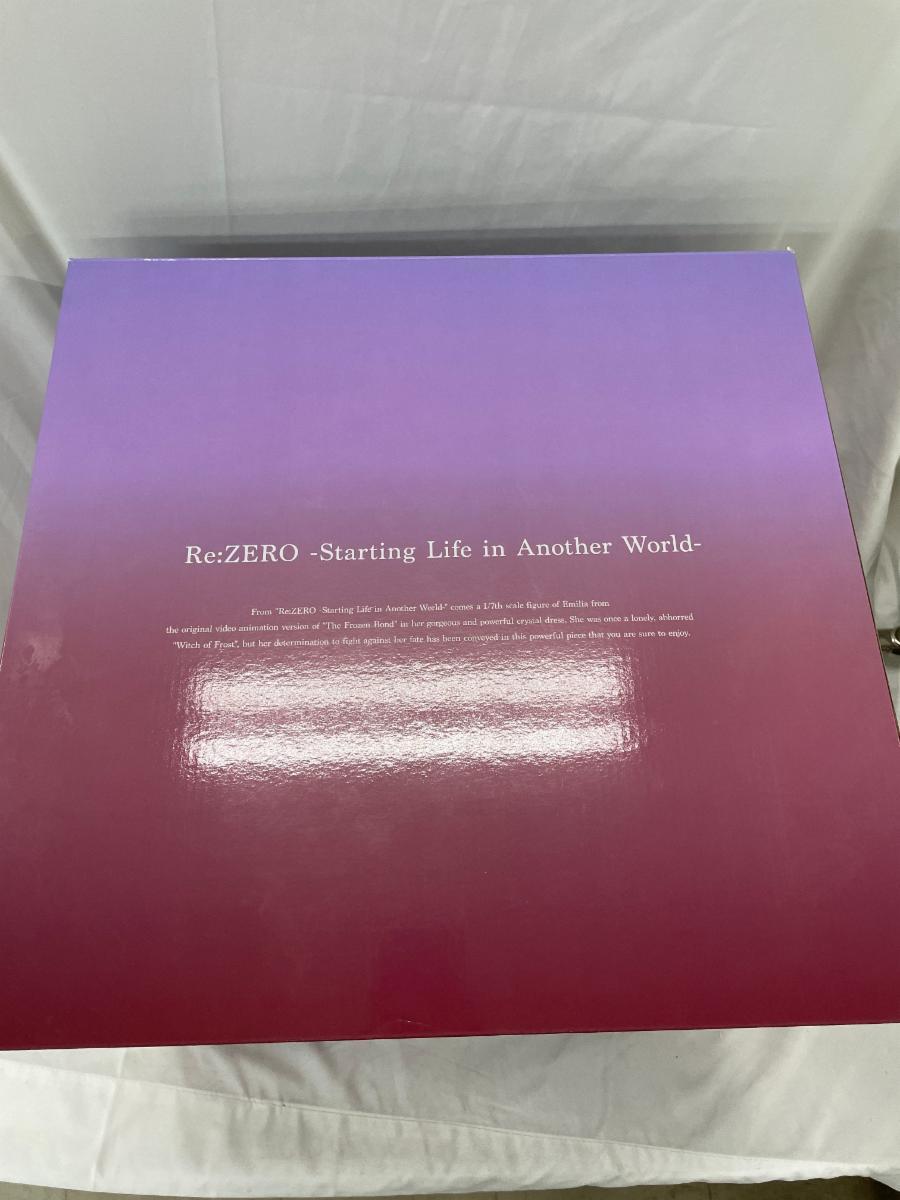 Re:ZERO -Starting Life in Another World-
From "Re:ZERO -Starting Life in Another World-" comes a 1/7th scale figure of Emilia from
the original video animation version of "The Frozen Bond" in her gorgeous and powerful crystal dress. She was once a lonely, abhorred
"Witch of Frost", but her determination to fight against her fate has been conveyed in this powerful piece that you are sure to enjoy.